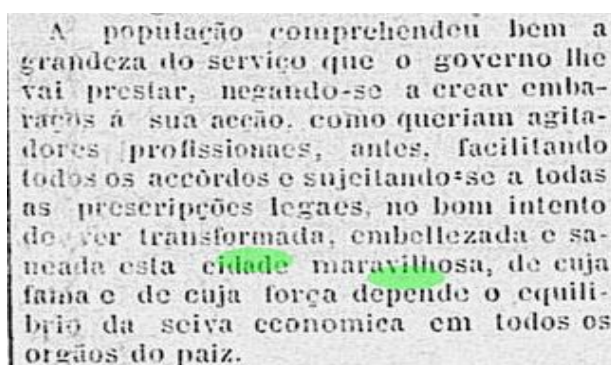 A população comprehendeu bem a
grandeza do serviço que o governo lhe
vai prestar, negando-se a crear emba-
raços á sua acção, como queriam agita-
dores profissionaes, antes, facilitando
todos os accôrdos e sujeitando-se a todas
as prescripções legaes, no bom intento
de ver transformada, embellezada e sa-
neada esta cidade maravilhosa, de cuja
fama e de cuja força depende o equili-
brio da seiva economica em todos os
orgãos do paiz.